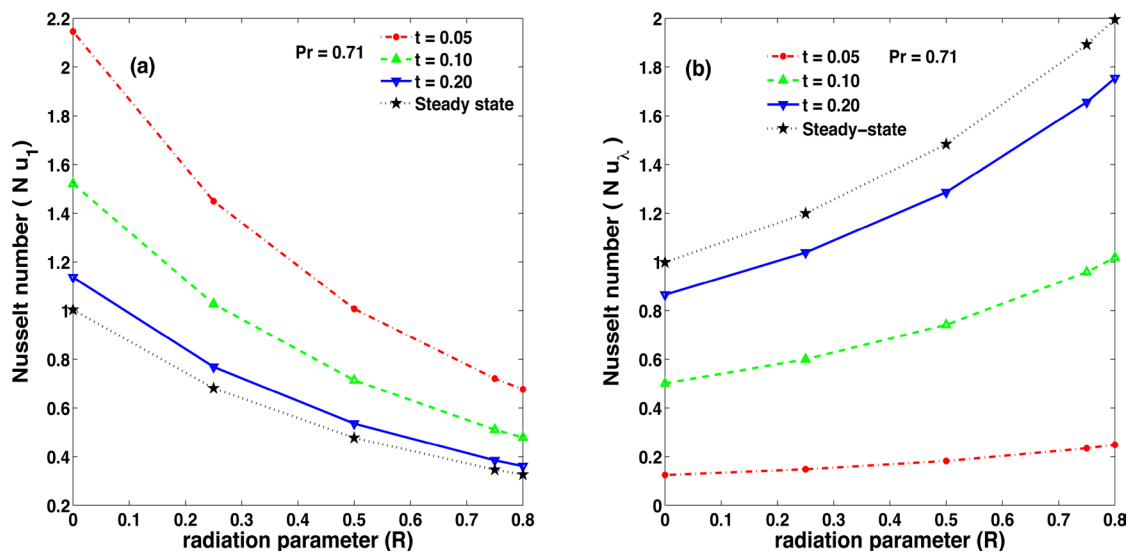 2.2
2
1.8
1.6
1.4
1.2
1
0.8
0.6
0.4
0.2
Nusselt number ( N u1)
(a)
Pr = 0.71
t = 0.05
t = 0.10
t = 0.20
Steady state
0 0.1 0.2 0.3 0.4 0.5 0.6 0.7 0.8
radiation parameter (R)
2
1.8
1.6
1.4
1.2
1
0.8
0.6
0.4
0.2
0
Nusselt number ( N uλ)
(b)
t = 0.05 Pr = 0.71
t = 0.10
t = 0.20
Steady−state
0 0.1 0.2 0.3 0.4 0.5 0.6 0.7 0.8
radiation parameter (R)